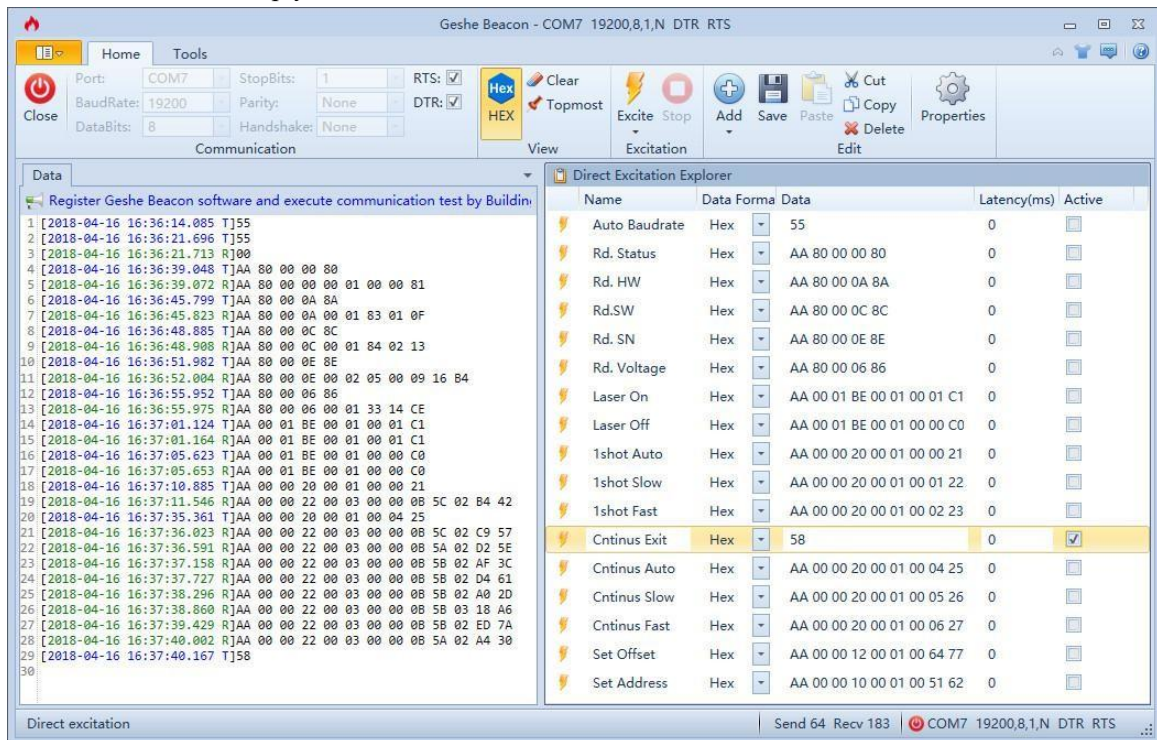 Geshe Beacon - COM7 19200,8,1,N DTR RTS
Home Tools
Close
Port: COM7 StopBits: 1 RTS:
BaudRate: 19200 Parity: None DTR:
DataBits: 8 Handshake: None
Communication
Hex
HEX
Clear
Topmost
View
Excite Stop
Excitation
Add Save Paste
Cut
Copy
Delete
Properties
Edit
Data
Register Geshe Beacon software and execute communication test by Buildin
1 [2018-04-16 16:36:14.085 T]55
2 [2018-04-16 16:36:21.696 T]55
3 [2018-04-16 16:36:21.713 R]00
4 [2018-04-16 16:36:39.048 T]AA 80 00 00 80
5 [2018-04-16 16:36:39.072 R]AA 80 00 00 00 01 00 00 81
6 [2018-04-16 16:36:45.799 T]AA 80 00 0A 8A
7 [2018-04-16 16:36:45.823 R]AA 80 00 0A 00 01 83 01 0F
8 [2018-04-16 16:36:48.885 T]AA 80 00 0C 8C
9 [2018-04-16 16:36:48.908 R]AA 80 00 0C 00 01 84 02 13
10 [2018-04-16 16:36:51.982 T]AA 80 00 0E 8E
11 [2018-04-16 16:36:52.004 R]AA 80 00 0E 00 02 05 00 09 16 B4
12 [2018-04-16 16:36:55.952 T]AA 80 00 06 86
13 [2018-04-16 16:36:55.975 R]AA 80 00 06 00 01 33 14 CE
14 [2018-04-16 16:37:01.124 T]AA 00 01 BE 00 01 00 01 C1
15 [2018-04-16 16:37:01.164 R]AA 00 01 BE 00 01 00 01 C1
16 [2018-04-16 16:37:05.623 T]AA 00 01 BE 00 01 00 00 C0
17 [2018-04-16 16:37:05.653 R]AA 00 01 BE 00 01 00 00 C0
18 [2018-04-16 16:37:10.885 T]AA 00 00 20 00 01 00 00 21
19 [2018-04-16 16:37:11.546 R]AA 00 00 22 00 03 00 00 0B 5C 02 B4 42
20 [2018-04-16 16:37:35.361 T]AA 00 00 20 00 01 00 04 25
21 [2018-04-16 16:37:36.023 R]AA 00 00 22 00 03 00 00 0B 5C 02 C9 57
22 [2018-04-16 16:37:36.591 R]AA 00 00 22 00 03 00 00 0B 5A 02 D2 5E
23 [2018-04-16 16:37:37.158 R]AA 00 00 22 00 03 00 00 0B 5B 02 AF 3C
24 [2018-04-16 16:37:37.727 R]AA 00 00 22 00 03 00 00 0B 5B 02 D4 61
25 [2018-04-16 16:37:38.296 R]AA 00 00 22 00 03 00 00 0B 5B 02 A0 2D
26 [2018-04-16 16:37:38.860 R]AA 00 00 22 00 03 00 00 0B 5B 03 18 A6
27 [2018-04-16 16:37:39.429 R]AA 00 00 22 00 03 00 00 0B 5B 02 ED 7A
28 [2018-04-16 16:37:40.002 R]AA 00 00 22 00 03 00 00 0B 5A 02 A4 30
29 [2018-04-16 16:37:40.167 T]58
30
Direct Excitation Explorer
Name Data Forma Data Latency(ms) Active
Auto Baudrate Hex 55 0
Rd. Status Hex AA 80 00 00 80 0
Rd. HW Hex AA 80 00 0A 8A 0
Rd.SW Hex AA 80 00 0C 8C 0
Rd. SN Hex AA 80 00 0E 8E 0
Rd. Voltage Hex AA 80 00 06 86 0
Laser On Hex AA 00 01 BE 00 01 00 01 C1 0
Laser Off Hex AA 00 01 BE 00 01 00 00 C0 0
1shot Auto Hex AA 00 00 20 00 01 00 00 21 0
1shot Slow Hex AA 00 00 20 00 01 00 01 22 0
1shot Fast Hex AA 00 00 20 00 01 00 02 23 0
Cntinus Exit Hex 58 0
Cntinus Auto Hex AA 00 00 20 00 01 00 04 25 0
Cntinus Slow Hex AA 00 00 20 00 01 00 05 26 0
Cntinus Fast Hex AA 00 00 20 00 01 00 06 27 0
Set Offset Hex AA 00 00 12 00 01 00 64 77 0
Set Address Hex AA 00 00 10 00 01 00 51 62 0
Direct excitation
Send 64 Recv 183 COM7 19200,8,1,N DTR RTS